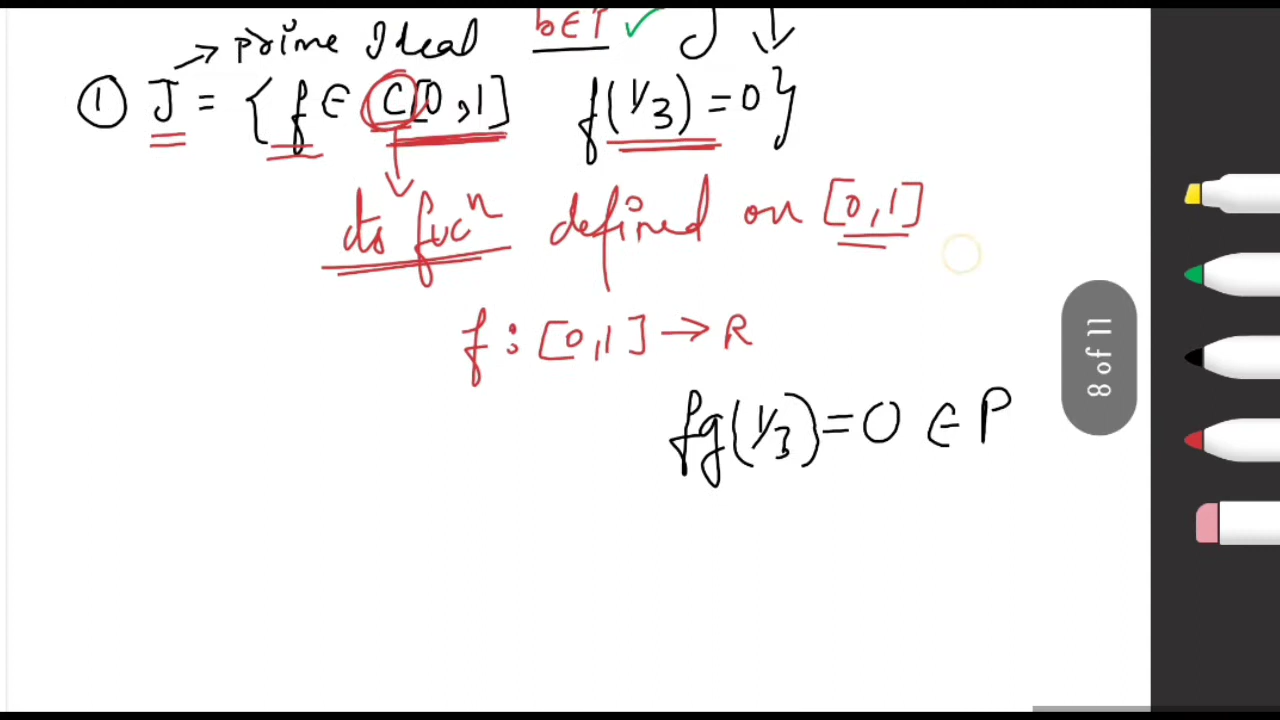 → prime Ideal b∈P ✓ J ↓
① J = { f ∈ C[0,1] f(1/3) = 0 }
cts fucⁿ defined on [0,1]
f : [0,1] → R
fg(1/3) = 0 ∈ P
8 of 11